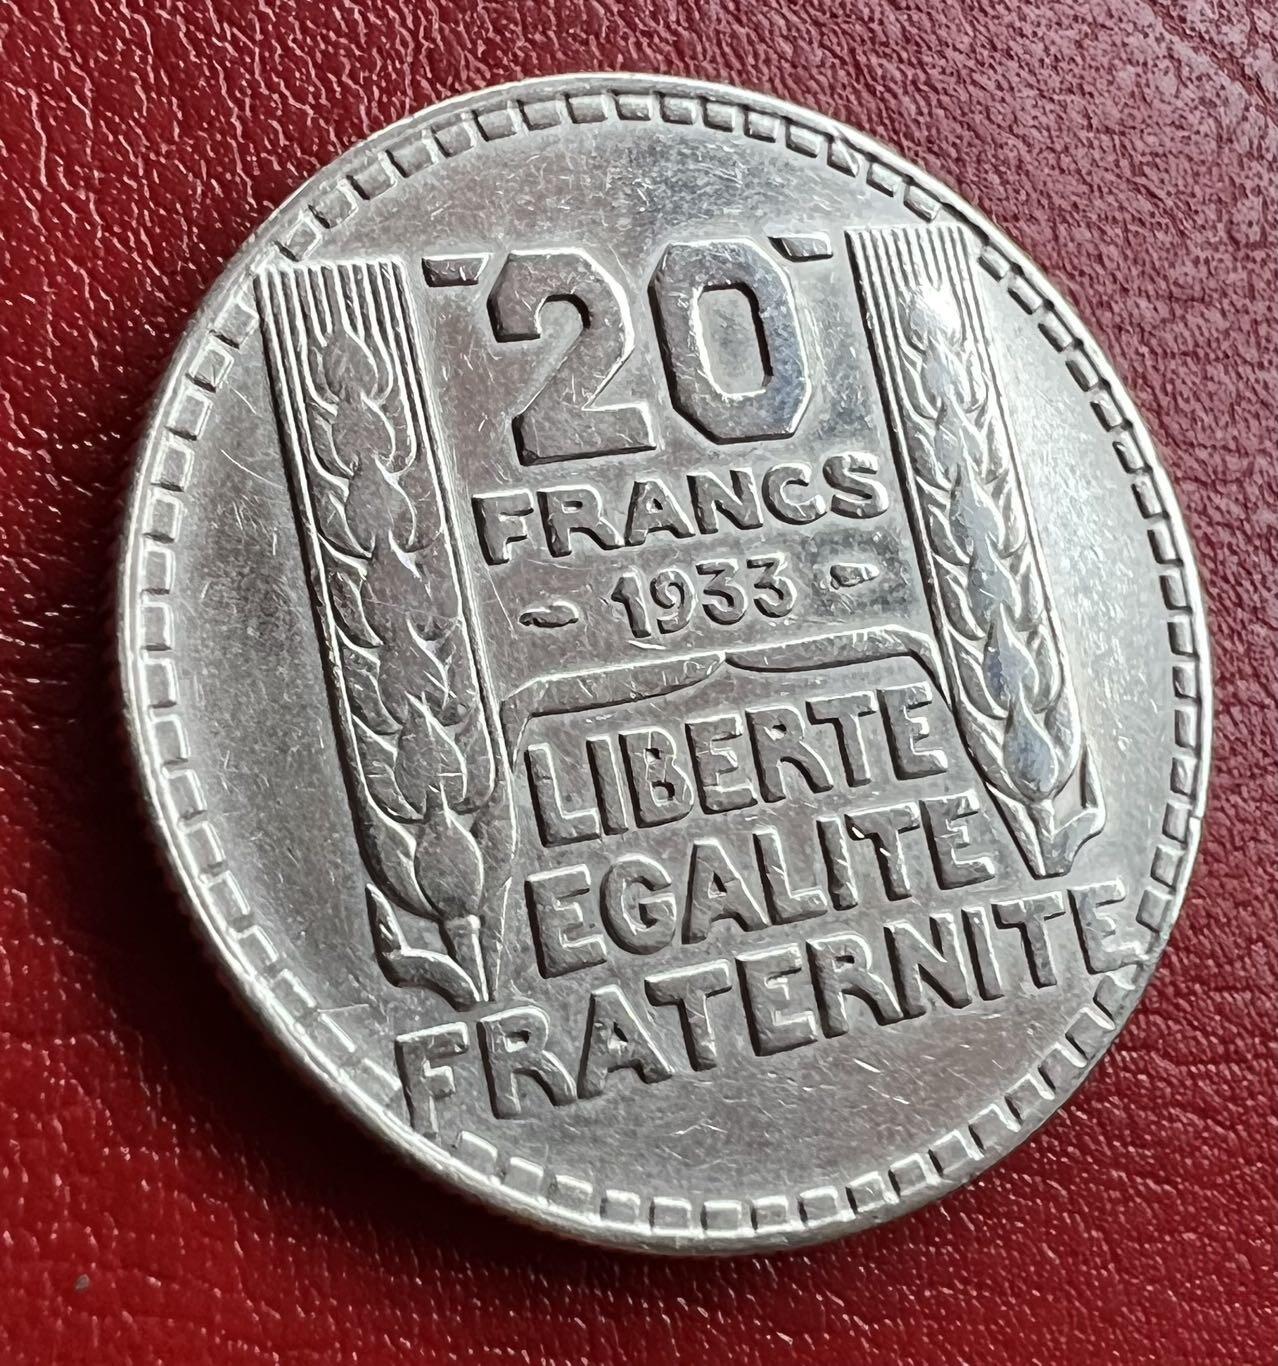 20
FRANCS
1933
LIBERTE
EGALITE
FRATERNITE